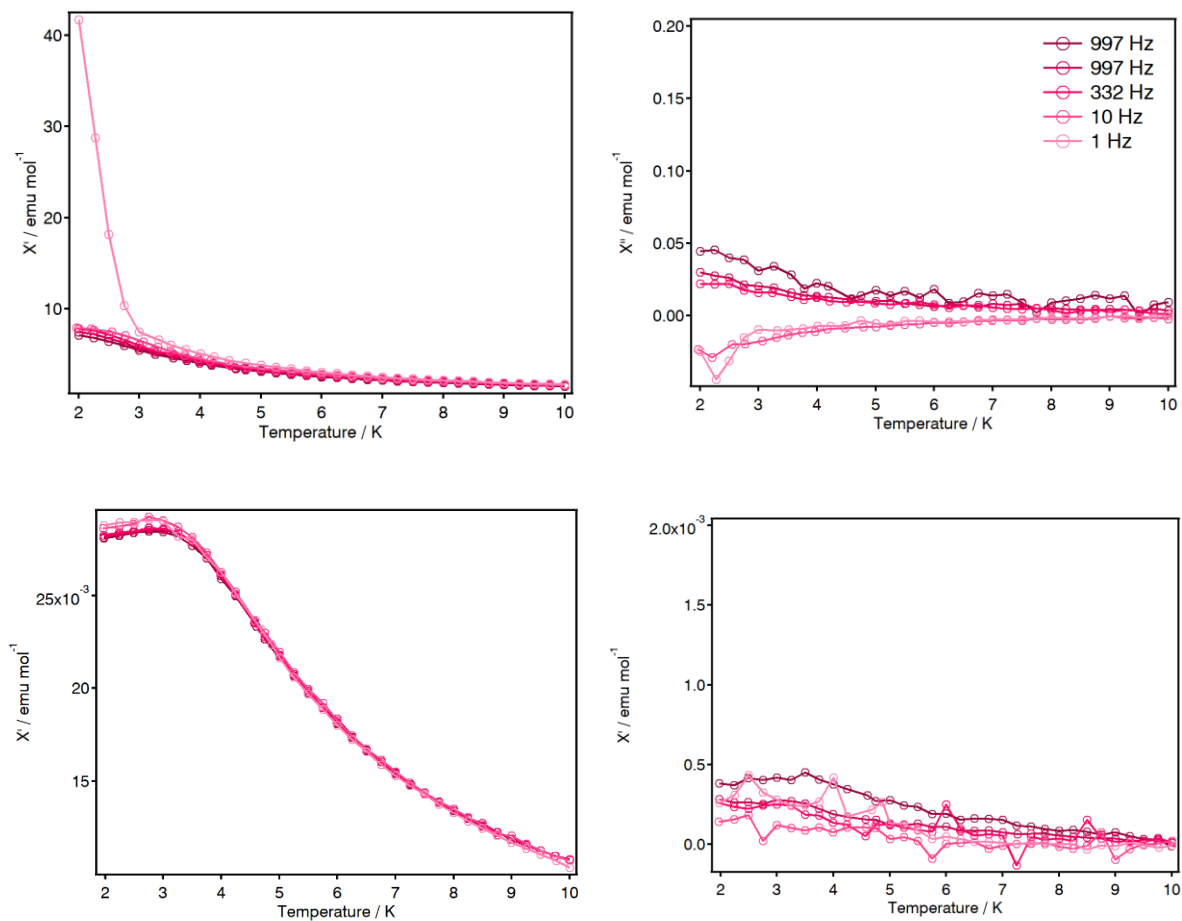 40
30
20
10
X' / emu mol-1
2 3 4 5 6 7 8 9 10
Temperature / K
0.20
0.15
0.10
0.05
0.00
X" / emu mol-1
997 Hz
997 Hz
332 Hz
10 Hz
1 Hz
2 3 4 5 6 7 8 9 10
Temperature / K
25x10-3
20
15
X' / emu mol-1
2 3 4 5 6 7 8 9 10
Temperature / K
2.0x10-3
1.5
1.0
0.5
0.0
X' / emu mol-1
2 3 4 5 6 7 8 9 10
Temperature / K